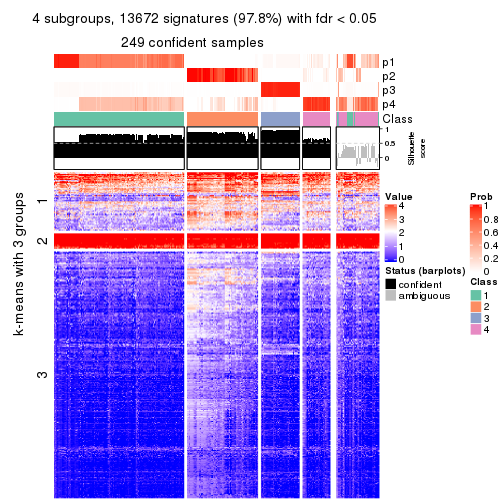 4 subgroups, 13672 signatures (97.8%) with fdr < 0.05
249 confident samples
p1
p2
p3
p4
Class
1
0.5
0
Silhouette
score
k-means with 3 groups
1
2
3
Value
4
3
2
1
0
Status (barplots)
confident
ambiguous
Prob
1
0.8
0.6
0.4
0.2
0
Class
1
2
3
4